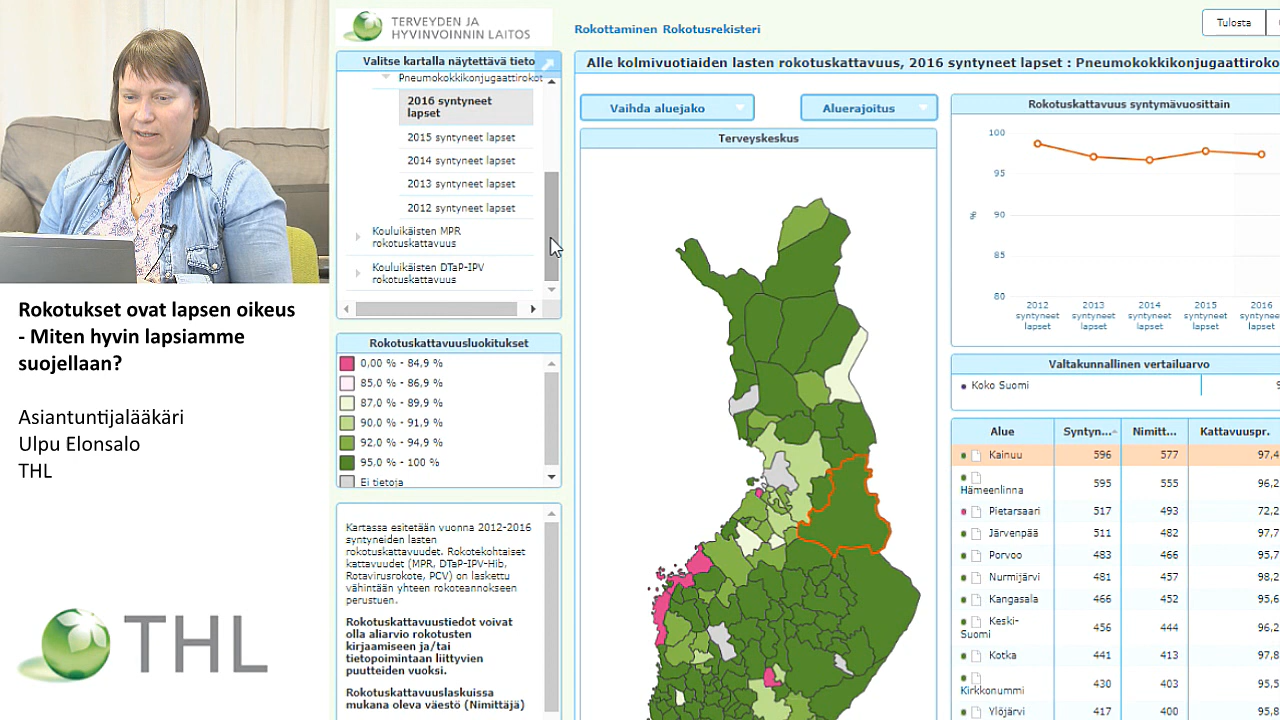 Rokotukset ovat lapsen oikeus
- Miten hyvin lapsiamme
suojellaan?
Asiantuntijalääkäri
Ulpu Elonsalo
THL
THL
TERVEYDEN JA
HYVINVOINNIN LAITOS
Rokottaminen Rokotusrekisteri
Tulosta
Valitse kartalla näytettävä tieto
Pneumokokkikonjugaattirokot
2016 syntyneet
lapset
2015 syntyneet lapset
2014 syntyneet lapset
2013 syntyneet lapset
2012 syntyneet lapset
Kouluikäisten MPR
rokotuskattavuus
Kouluikäisten DTaP-IPV
rokotuskattavuus
Rokotuskattavuusluokitukset
0,00 % - 84,9 %
85,0 % - 86,9 %
87,0 % - 89,9 %
90,0 % - 91,9 %
92,0 % - 94,9 %
95,0 % - 100 %
Ei tietoja
Kartassa esitetään vuonna 2012-2016
syntyneiden lasten
rokotuskattavuudet. Rokotekohtaiset
kattavuudet (MPR, DTaP-IPV-Hib,
Rotavirusrokote, PCV) on laskettu
vähintään yhteen rokoteannokseen
perustuen.
Rokotuskattavuustiedot voivat
olla aliarvio rokotusten
kirjaamiseen ja/tai
tietopoimintaan liittyvien
puutteiden vuoksi.
Rokotuskattavuuslaskuissa
mukana oleva väestö (Nimittäjä)
Alle kolmivuotiaiden lasten rokotuskattavuus, 2016 syntyneet lapset : Pneumokokkikonjugaattiroko
Vaihda aluejako
Aluerajoitus
Terveyskeskus
Rokotuskattavuus syntymävuosittain
100
95
90
85
80
%
2012 2013 2014 2015 2016
syntyneet syntyneet syntyneet syntyneet syntyneet
lapset lapset lapset lapset lapset
Valtakunnallinen vertailuarvo
Koko Suomi 9
Alue Syntyn... Nimitt... Kattavuuspr.
Kainuu 596 577 97,4
Hämeenlinna 595 555 96,2
Pietarsaari 517 493 72,2
Järvenpää 511 482 97,7
Porvoo 483 466 95,7
Nurmijärvi 481 457 98,2
Kangasala 466 452 95,6
Keski-
Suomi 456 444 96,2
Kotka 441 413 97,8
Kirkkonummi 430 403 95,5
Ylöjärvi 417 400 95,8